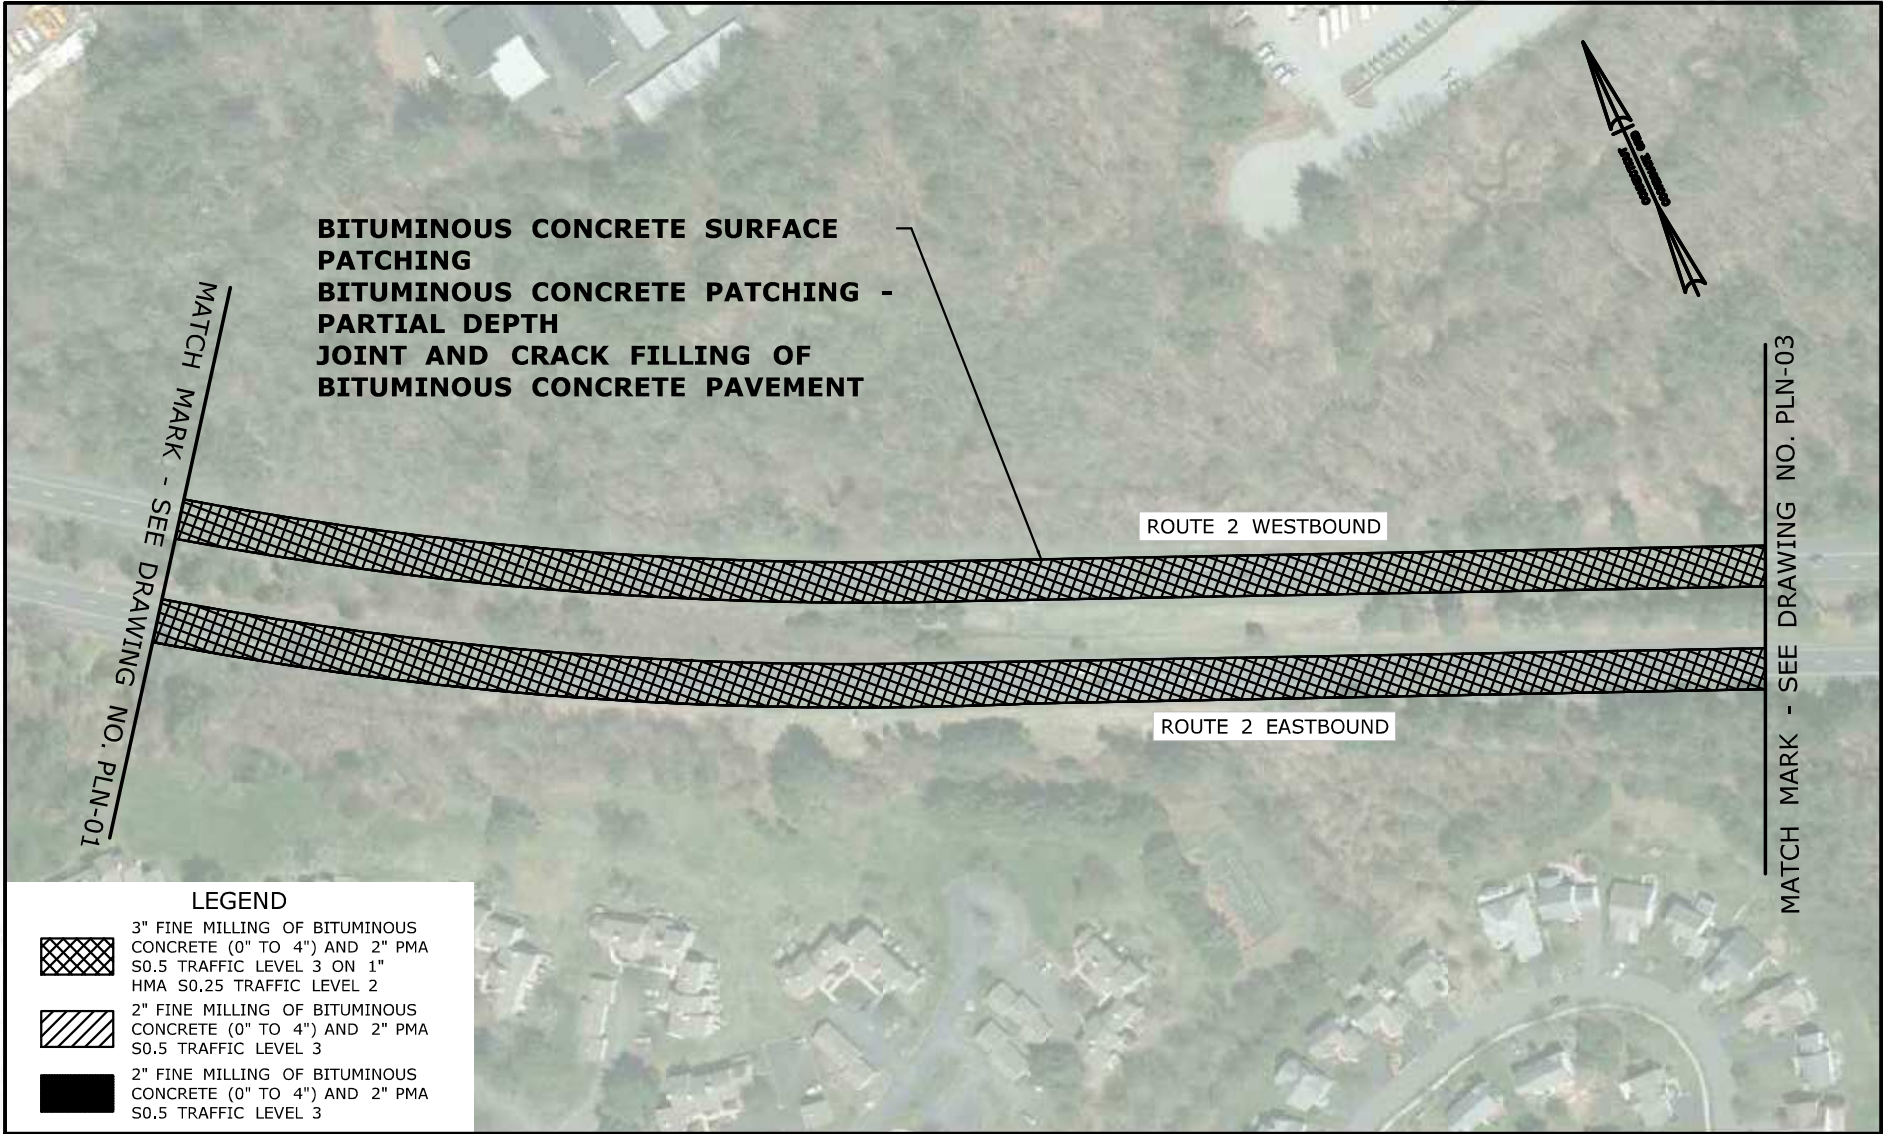 BITUMINOUS CONCRETE SURFACE
PATCHING
BITUMINOUS CONCRETE PATCHING -
PARTIAL DEPTH
JOINT AND CRACK FILLING OF
BITUMINOUS CONCRETE PAVEMENT
MATCH MARK - SEE DRAWING NO. PLN-01
ROUTE 2 WESTBOUND
ROUTE 2 EASTBOUND
MATCH MARK - SEE DRAWING NO. PLN-03
LEGEND
3" FINE MILLING OF BITUMINOUS
CONCRETE (0" TO 4") AND 2" PMA
S0.5 TRAFFIC LEVEL 3 ON 1"
HMA S0.25 TRAFFIC LEVEL 2
2" FINE MILLING OF BITUMINOUS
CONCRETE (0" TO 4") AND 2" PMA
S0.5 TRAFFIC LEVEL 3
2" FINE MILLING OF BITUMINOUS
CONCRETE (0" TO 4") AND 2" PMA
S0.5 TRAFFIC LEVEL 3